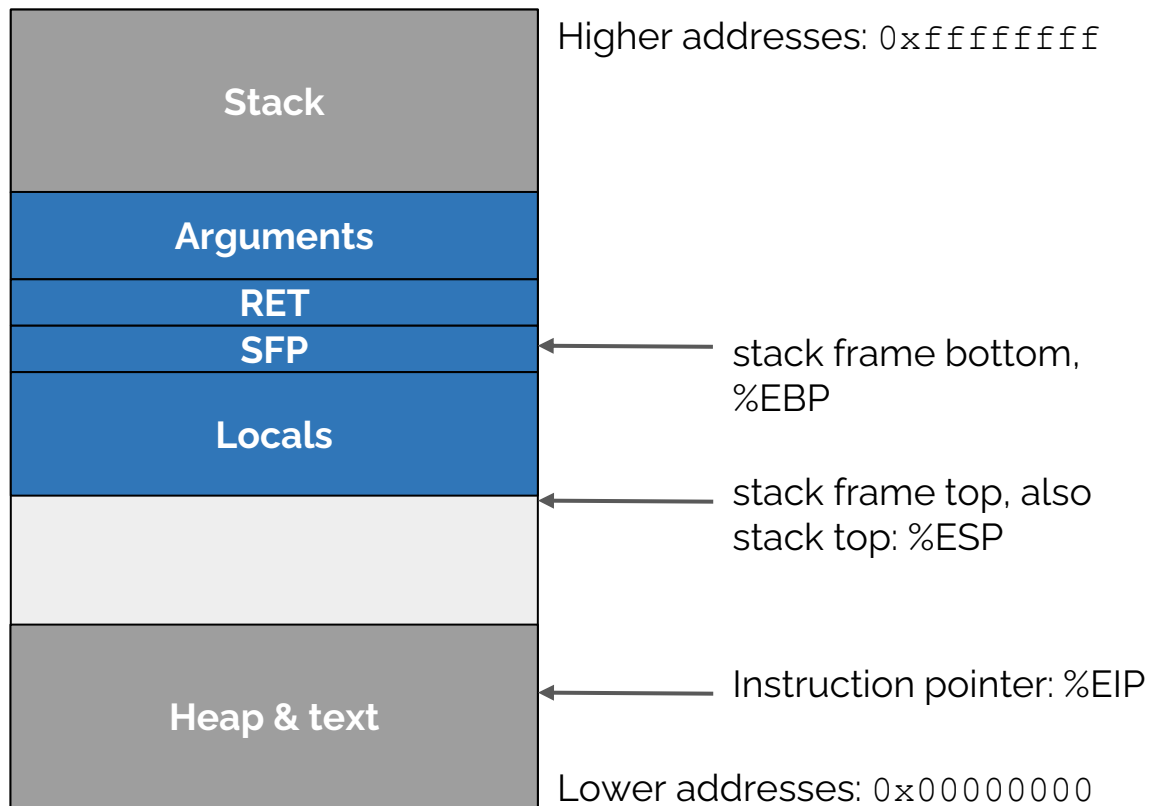 Higher addresses: 0xffffffff
Stack
Arguments
RET
SFP
stack frame bottom,
%EBP
Locals
stack frame top, also
stack top: %ESP
Instruction pointer: %EIP
Heap & text
Lower addresses: 0x00000000